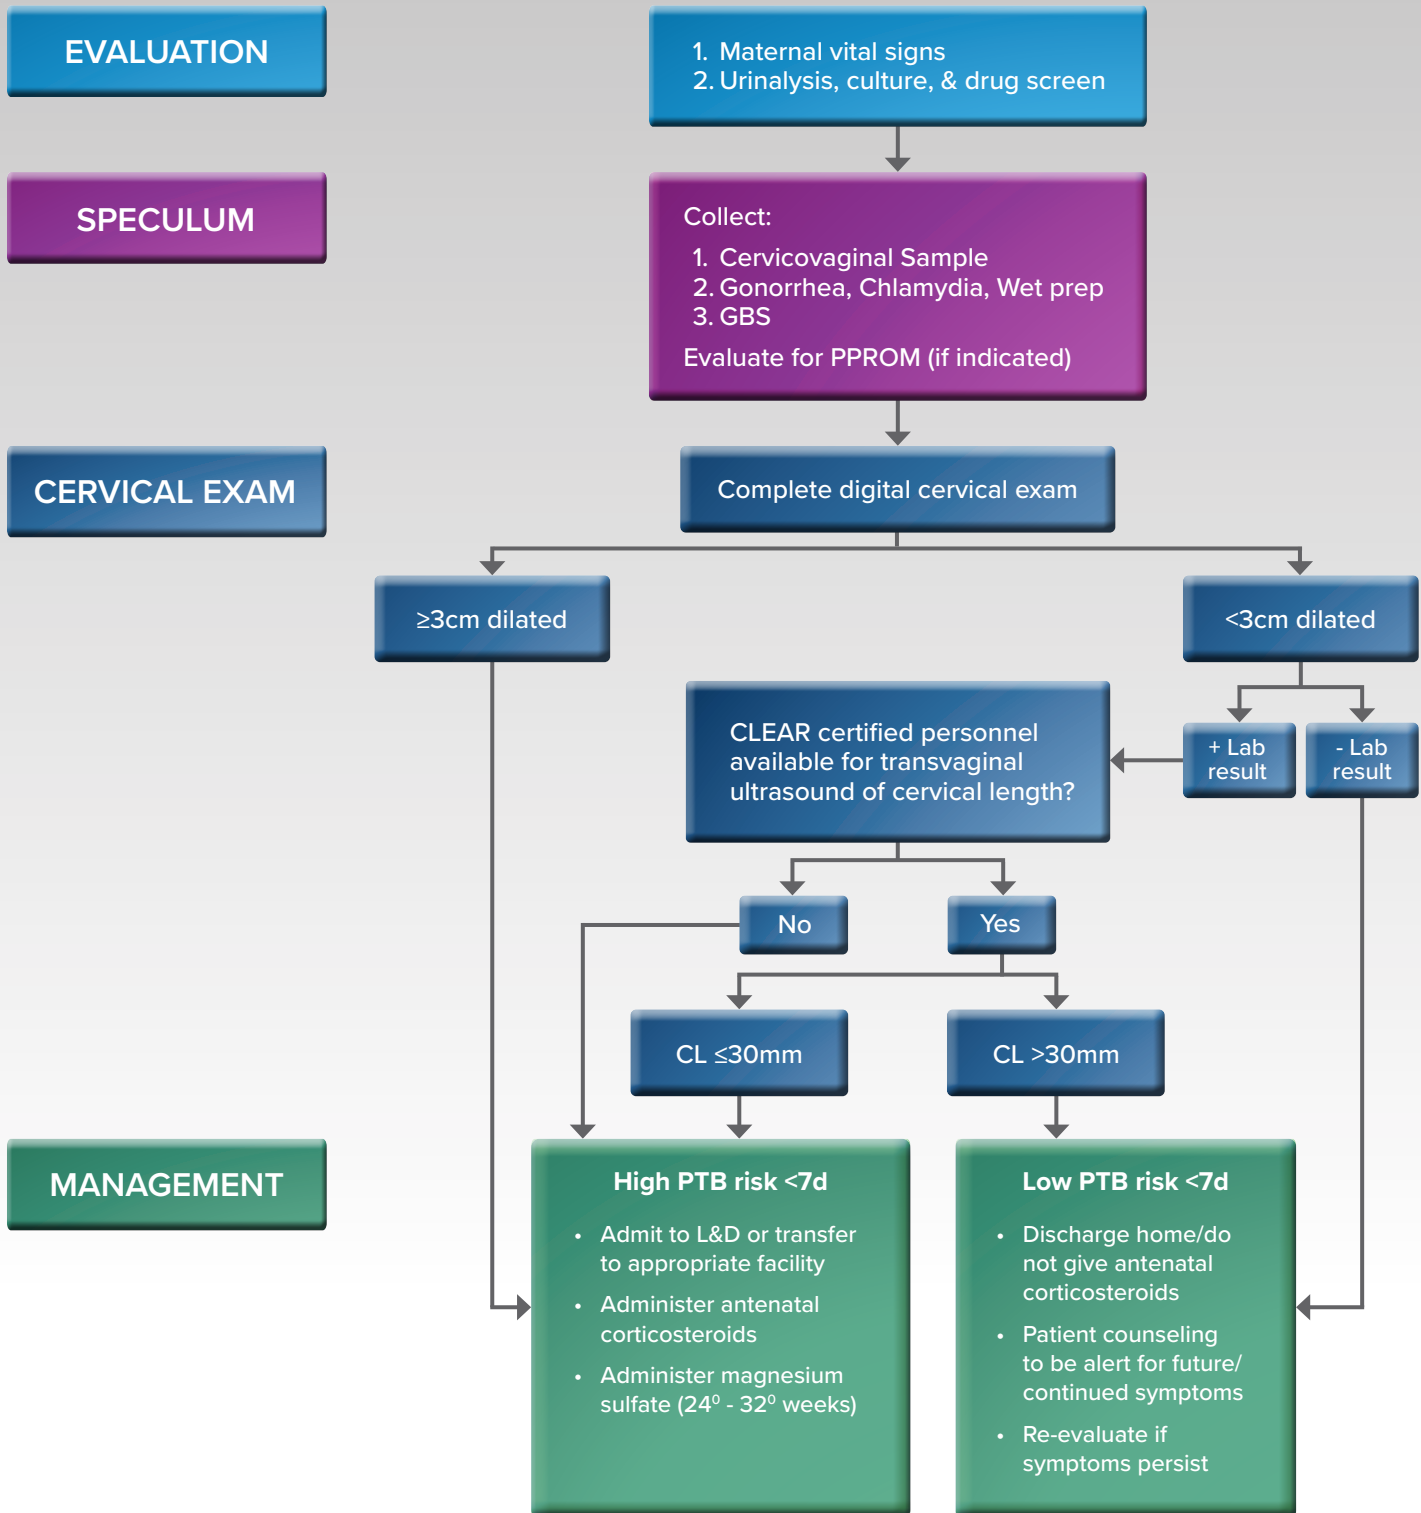 EVALUATION
1. Maternal vital signs
2. Urinalysis, culture, & drug screen
SPECULUM
Collect:
1. Cervicovaginal Sample
2. Gonorrhea, Chlamydia, Wet prep
3. GBS
Evaluate for PPROM (if indicated)
CERVICAL EXAM
Complete digital cervical exam
≥3cm dilated
<3cm dilated
CLEAR certified personnel
available for transvaginal
ultrasound of cervical length?
+ Lab
result
- Lab
result
No
Yes
CL ≤30mm
CL >30mm
MANAGEMENT
High PTB risk <7d
• Admit to L&D or transfer
to appropriate facility
• Administer antenatal
corticosteroids
• Administer magnesium
sulfate (24⁰ - 32⁰ weeks)
Low PTB risk <7d
• Discharge home/do
not give antenatal
corticosteroids
• Patient counseling
to be alert for future/
continued symptoms
• Re-evaluate if
symptoms persist